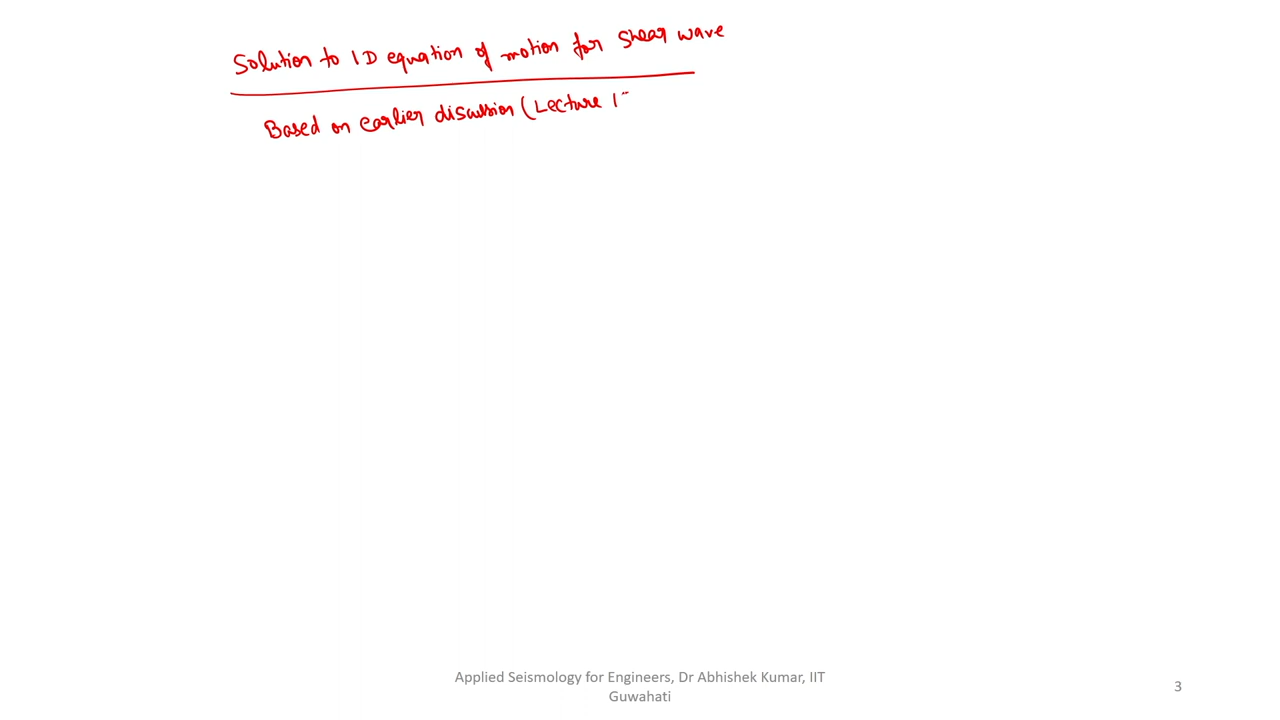 Solution to 1D equation of motion for shear wave
Based on earlier discussion (Lecture 1
Applied Seismology for Engineers, Dr Abhishek Kumar, IIT
Guwahati
3